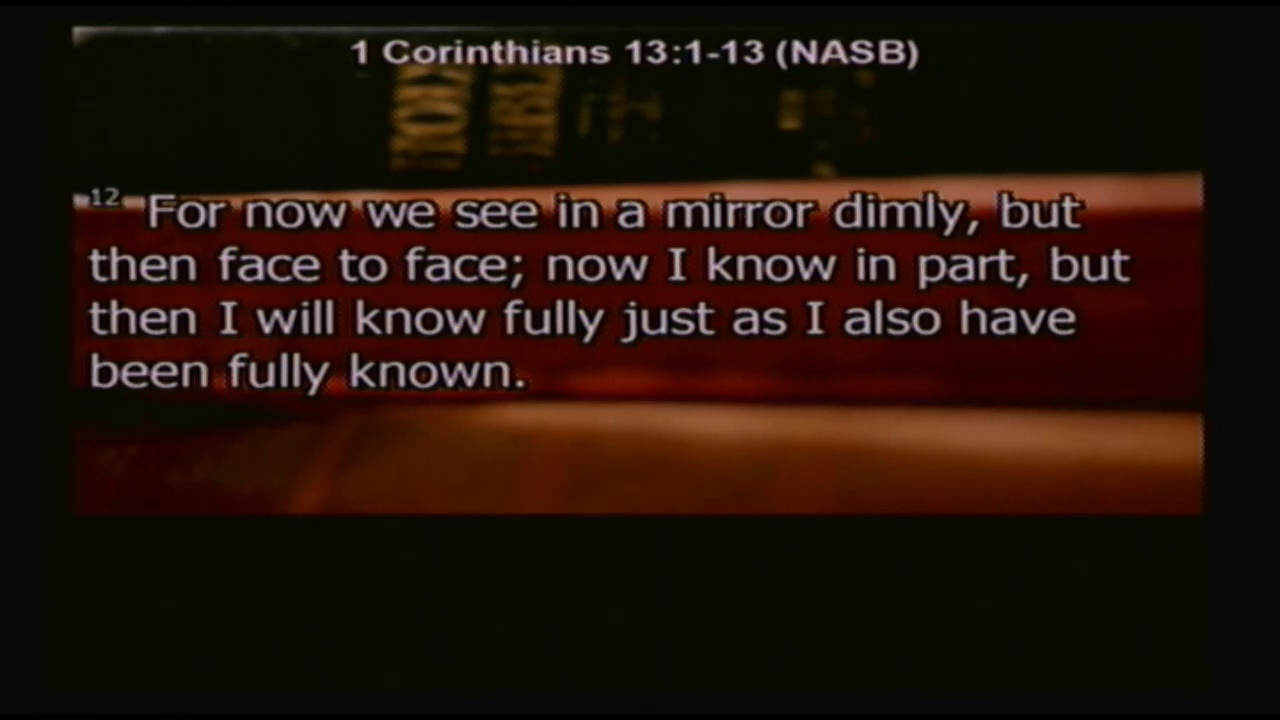 1 Corinthians 13:1-13 (NASB)
12 For now we see in a mirror dimly, but
then face to face; now I know in part, but
then I will know fully just as I also have
been fully known.